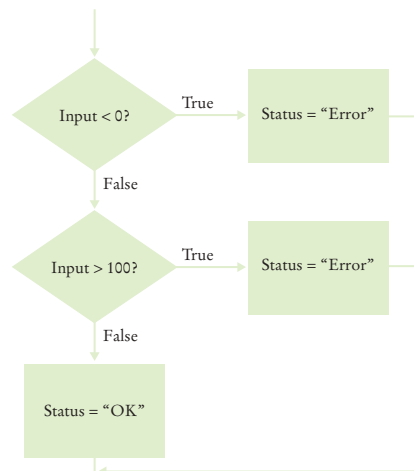 Input < 0?
True
Status = “Error”
False
Input > 100?
True
Status = “Error”
False
Status = “OK”